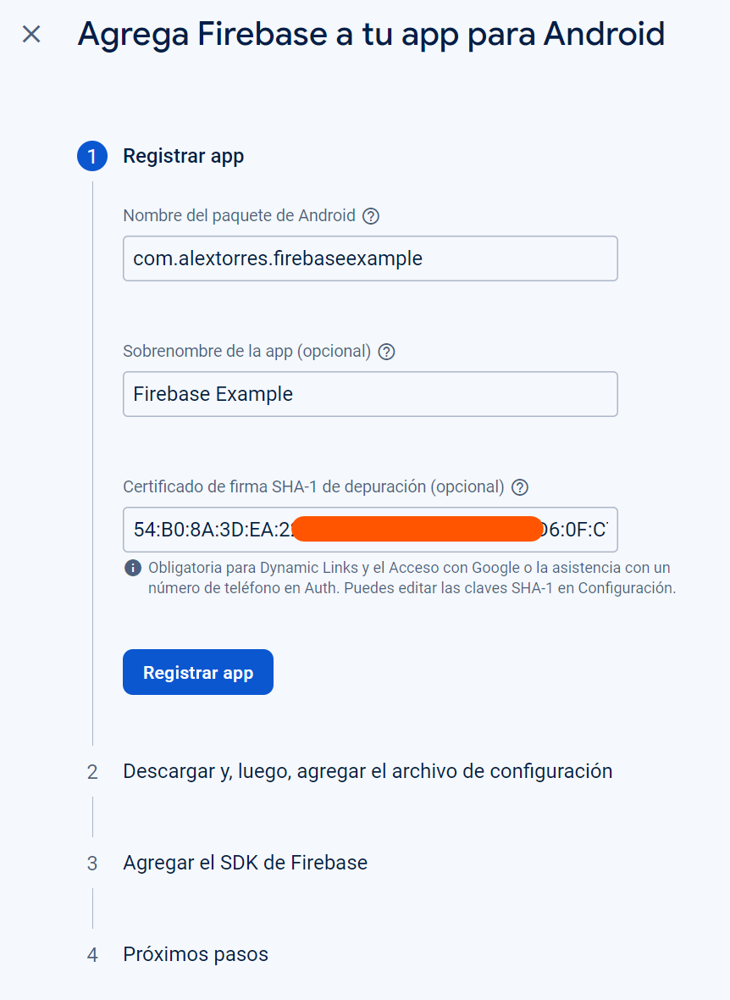 Agrega Firebase a tu app para Android
1 Registrar app
Nombre del paquete de Android ?
com.alextorres.firebaseexample
Sobrenombre de la app (opcional) ?
Firebase Example
Certificado de firma SHA-1 de depuración (opcional) ?
54:B0:8A:3D:EA:2 6:0F:C
i Obligatoria para Dynamic Links y el Acceso con Google o la asistencia con un
número de teléfono en Auth. Puedes editar las claves SHA-1 en Configuración.
Registrar app
2 Descargar y, luego, agregar el archivo de configuración
3 Agregar el SDK de Firebase
4 Próximos pasos